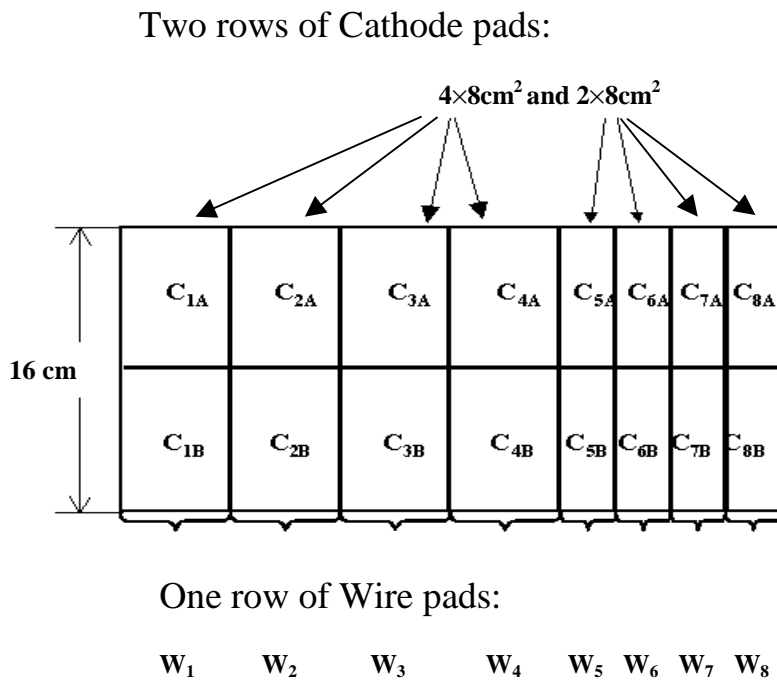 Two rows of Cathode pads:
4×8cm² and 2×8cm²
C₁A C₂A C₃A C₄A C₅A C₆A C₇A C₈A
16 cm
C₁B C₂B C₃B C₄B C₅B C₆B C₇B C₈B
One row of Wire pads:
W₁ W₂ W₃ W₄ W₅ W₆ W₇ W₈